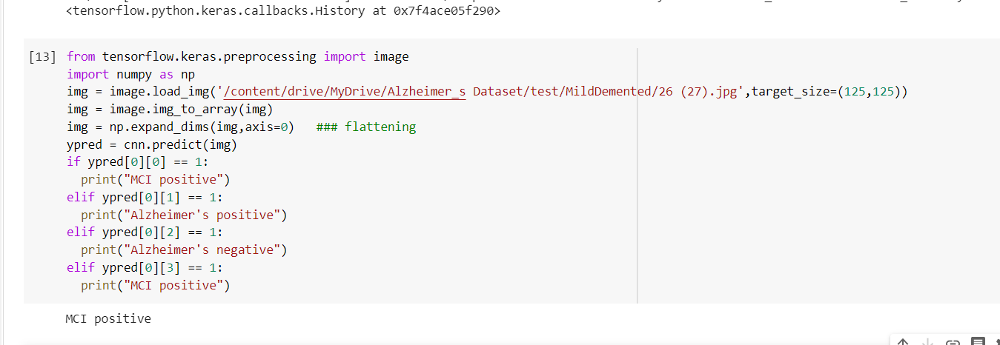 <tensorflow.python.keras.callbacks.History at 0x7f4ace05f290>
[13] from tensorflow.keras.preprocessing import image
import numpy as np
img = image.load_img('/content/drive/MyDrive/Alzheimer_s Dataset/test/MildDemented/26 (27).jpg',target_size=(125,125))
img = image.img_to_array(img)
img = np.expand_dims(img,axis=0)   ### flattening
ypred = cnn.predict(img)
if ypred[0][0] == 1:
  print("MCI positive")
elif ypred[0][1] == 1:
  print("Alzheimer's positive")
elif ypred[0][2] == 1:
  print("Alzheimer's negative")
elif ypred[0][3] == 1:
  print("MCI positive")
MCI positive